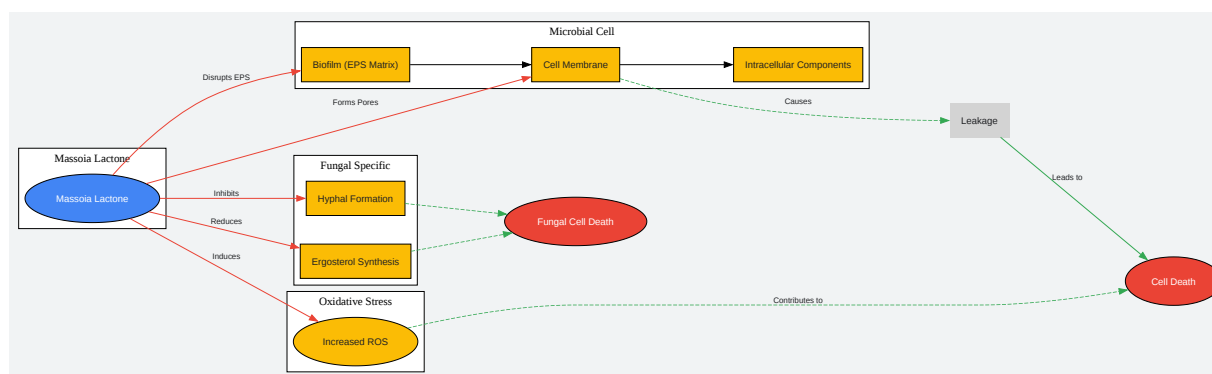 Microbial Cell
Biofilm (EPS Matrix)
Cell Membrane
Intracellular Components
Disrupts EPS
Forms Pores
Causes
Leakage
Massoia Lactone
Massoia Lactone
Fungal Specific
Inhibits
Hyphal Formation
Leads to
Reduces
Fungal Cell Death
Induces
Ergosterol Synthesis
Cell Death
Oxidative Stress
Contributes to
Increased ROS